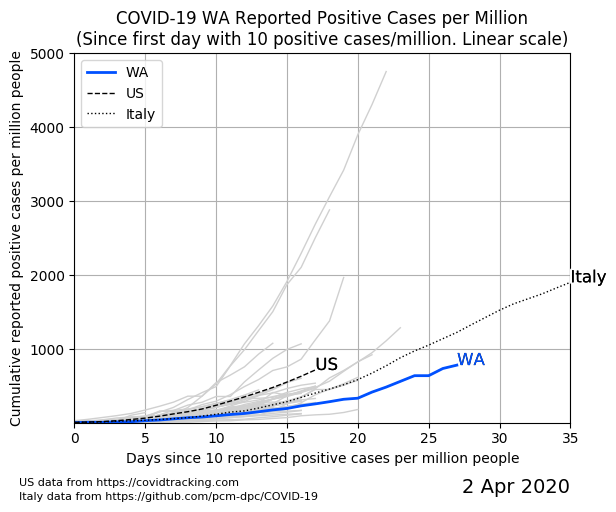 COVID-19 WA Reported Positive Cases per Million
(Since first day with 10 positive cases/million. Linear scale)
Cumulative reported positive cases per million people
5000
4000
3000
2000
1000
WA
US
Italy
Italy
US
WA
0
5
10
15
20
25
30
35
Days since 10 reported positive cases per million people
US data from https://covidtracking.com
Italy data from https://github.com/pcm-dpc/COVID-19
2 Apr 2020